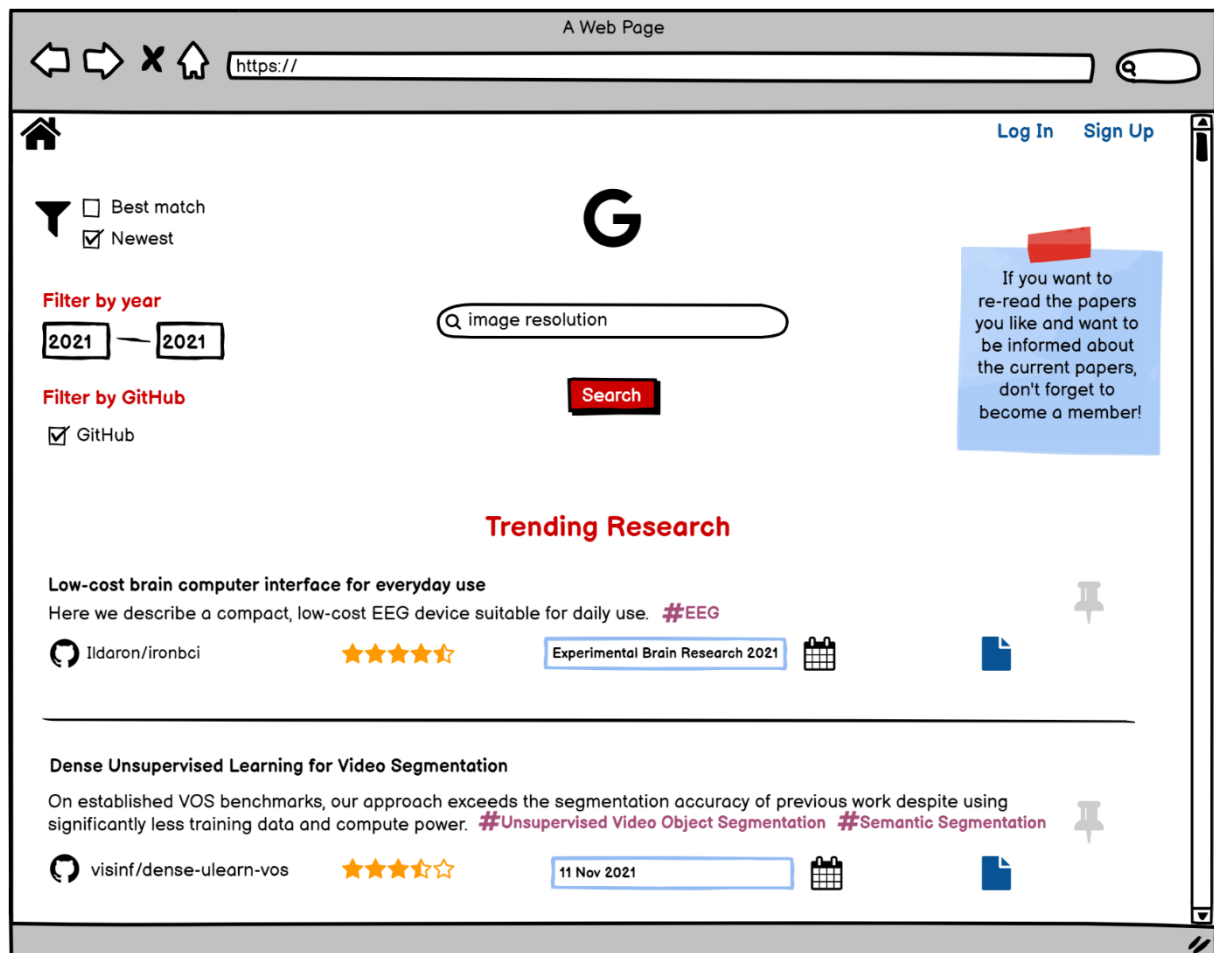 A Web Page
https://
Log In Sign Up
Best match
Newest
G
Filter by year
2021 — 2021
image resolution
If you want to
re-read the papers
you like and want to
be informed about
the current papers,
don't forget to
become a member!
Filter by GitHub
GitHub
Search
Trending Research
Low-cost brain computer interface for everyday use
Here we describe a compact, low-cost EEG device suitable for daily use. #EEG
Ildaron/ironbci
Experimental Brain Research 2021
Dense Unsupervised Learning for Video Segmentation
On established VOS benchmarks, our approach exceeds the segmentation accuracy of previous work despite using
significantly less training data and compute power. #Unsupervised Video Object Segmentation #Semantic Segmentation
visinf/dense-ulearn-vos
11 Nov 2021